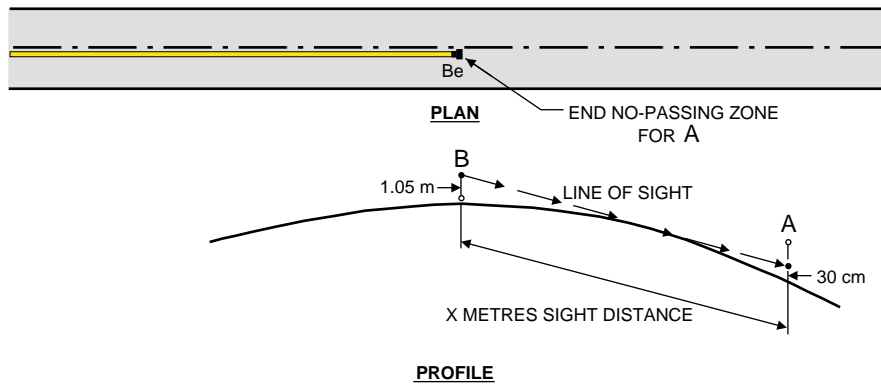 Be
PLAN
END NO-PASSING ZONE
FOR A
B
1.05 m
LINE OF SIGHT
A
30 cm
X METRES SIGHT DISTANCE
PROFILE